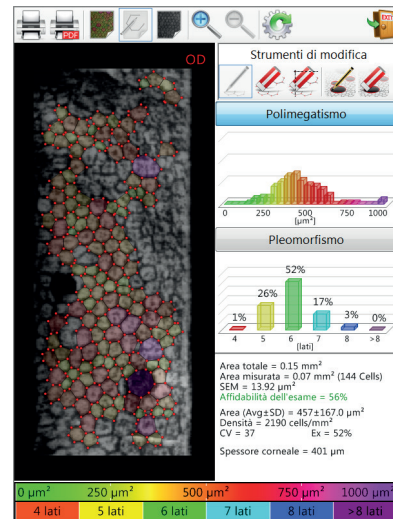 PDF
EXIT
OD
Strumenti di modifica
Polimegatismo
0 250 500 750 1000
[µm²]
Pleomorfismo
1% 26% 52% 17% 3% 0%
4 5 6 7 8 >8
[lati]
Area totale = 0.15 mm²
Area misurata = 0.07 mm² (144 Cells)
SEM = 13.92 µm²
Affidabilità dell'esame = 56%
Area (Avg±SD) = 457±167.0 µm²
Densità = 2190 cells/mm²
CV = 37 Ex = 52%
Spessore corneale = 401 µm
0 µm² 250 µm² 500 µm² 750 µm² 1000 µm²
4 lati 5 lati 6 lati 7 lati 8 lati >8 lati